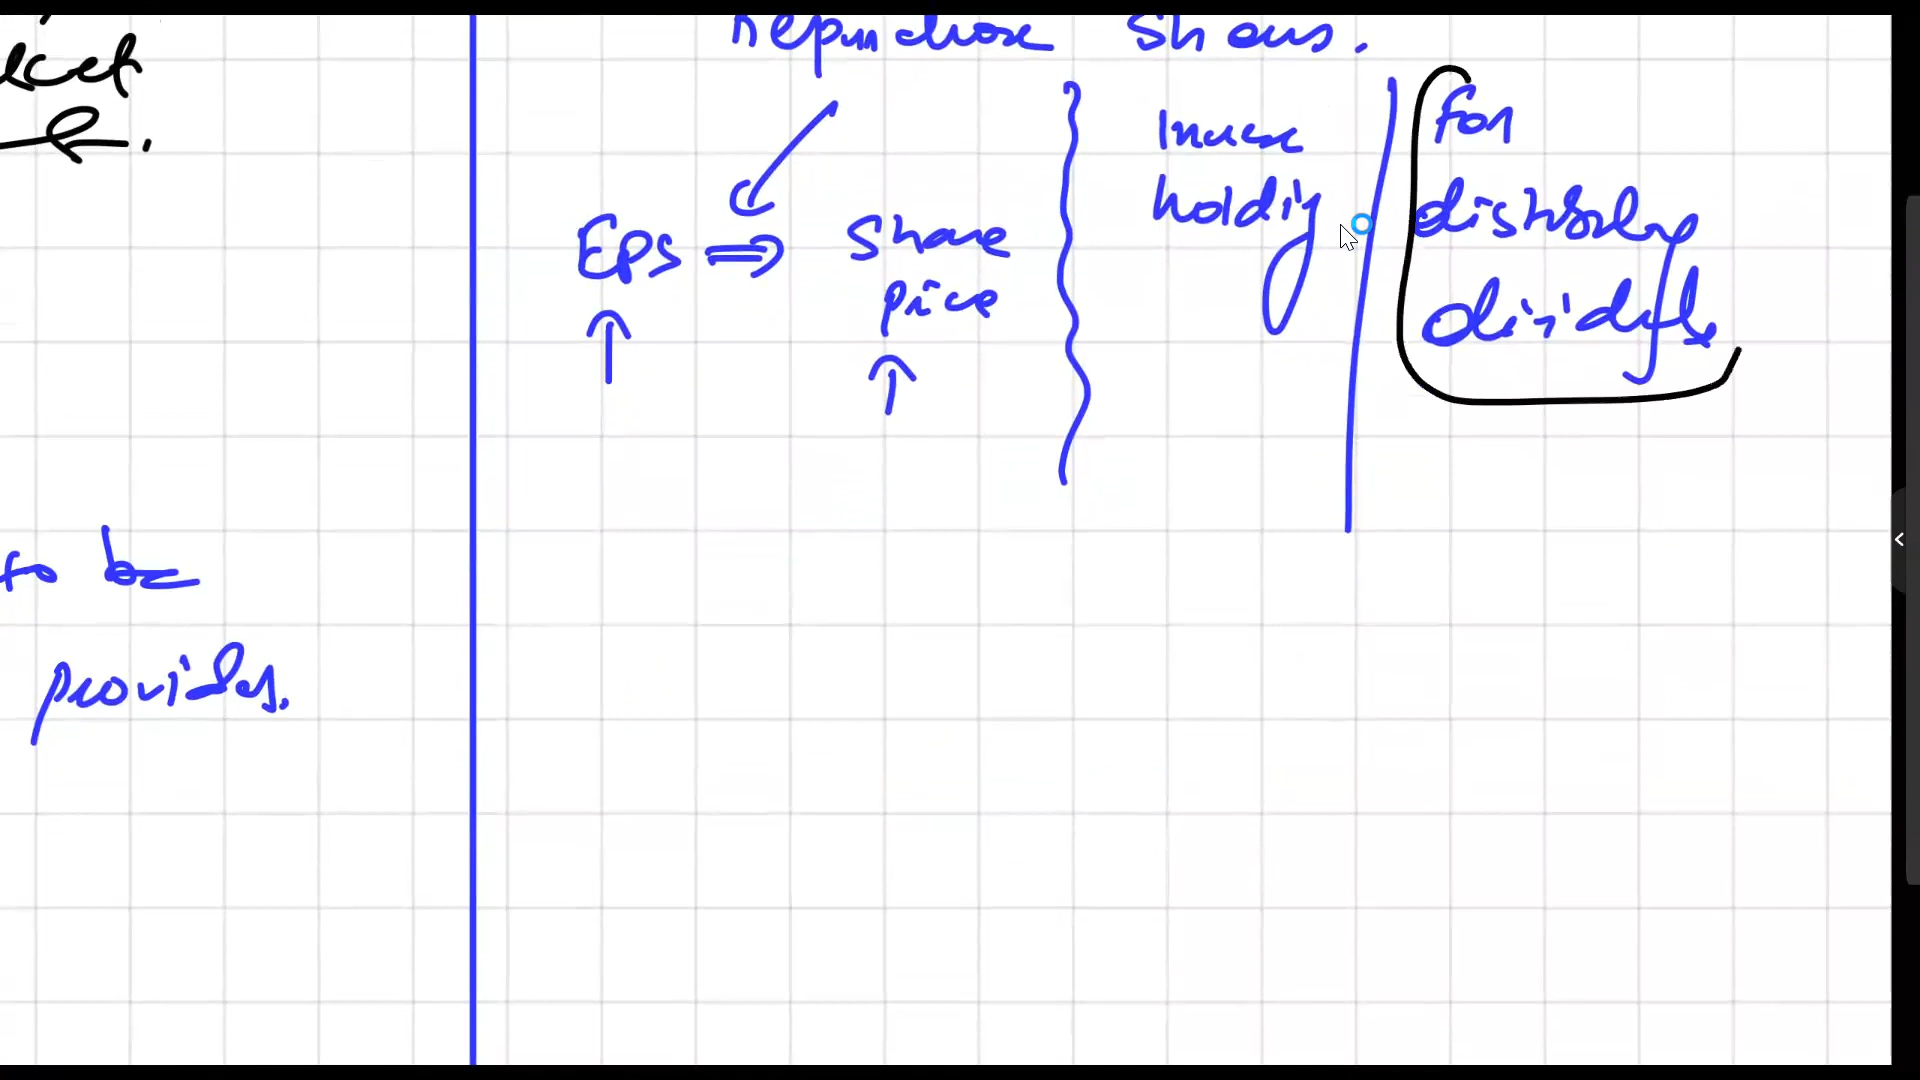 to be
provides.
Repurchase Shares.
EPS ⇒ Share
price
↑ ↑
Increase
holding
For
distributing
dividends